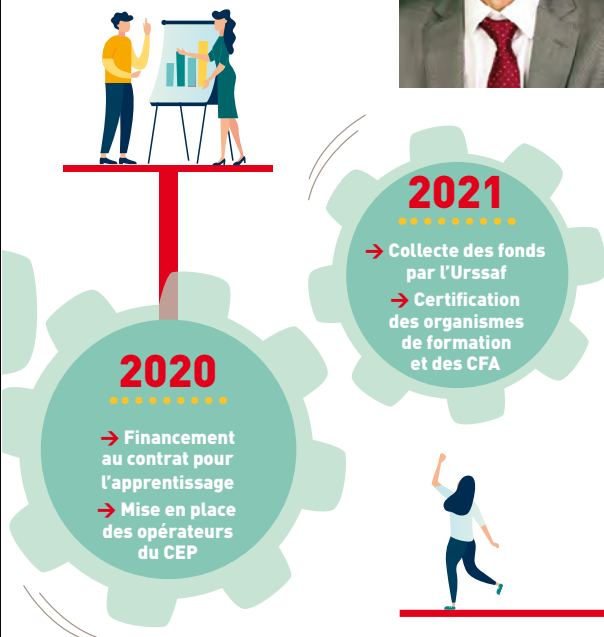 2021
→ Collecte des fonds
par l’Urssaf
→ Certification
des organismes
de formation
et des CFA
2020
→ Financement
au contrat pour
l’apprentissage
→ Mise en place
des opérateurs
du CEP